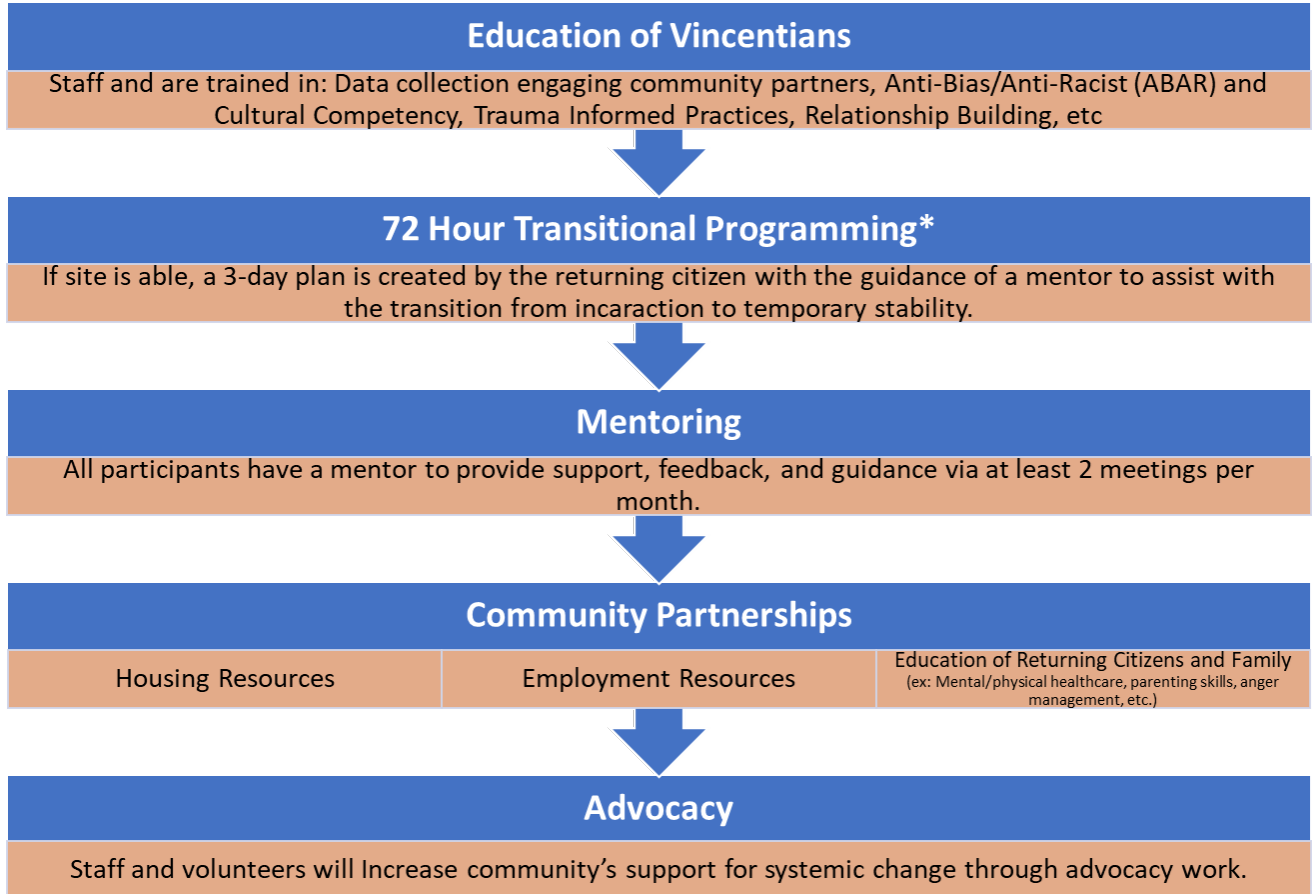 Education of Vincentians
Staff and are trained in: Data collection engaging community partners, Anti-Bias/Anti-Racist (ABAR) and
Cultural Competency, Trauma Informed Practices, Relationship Building, etc
72 Hour Transitional Programming*
If site is able, a 3-day plan is created by the returning citizen with the guidance of a mentor to assist with
the transition from incaraction to temporary stability.
Mentoring
All participants have a mentor to provide support, feedback, and guidance via at least 2 meetings per
month.
Community Partnerships
Housing Resources
Employment Resources
Education of Returning Citizens and Family
(ex: Mental/physical healthcare, parenting skills, anger
management, etc.)
Advocacy
Staff and volunteers will Increase community’s support for systemic change through advocacy work.